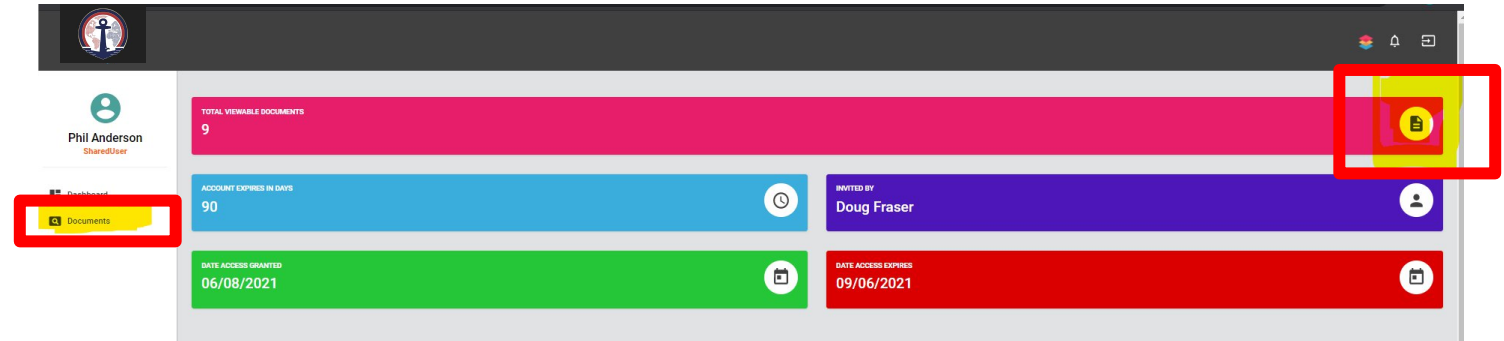 Phil Anderson
SharedUser
Dashboard
Documents
TOTAL VIEWABLE DOCUMENTS
9
ACCOUNT EXPIRES IN DAYS
90
INVITED BY
Doug Fraser
DATE ACCESS GRANTED
06/08/2021
DATE ACCESS EXPIRES
09/06/2021